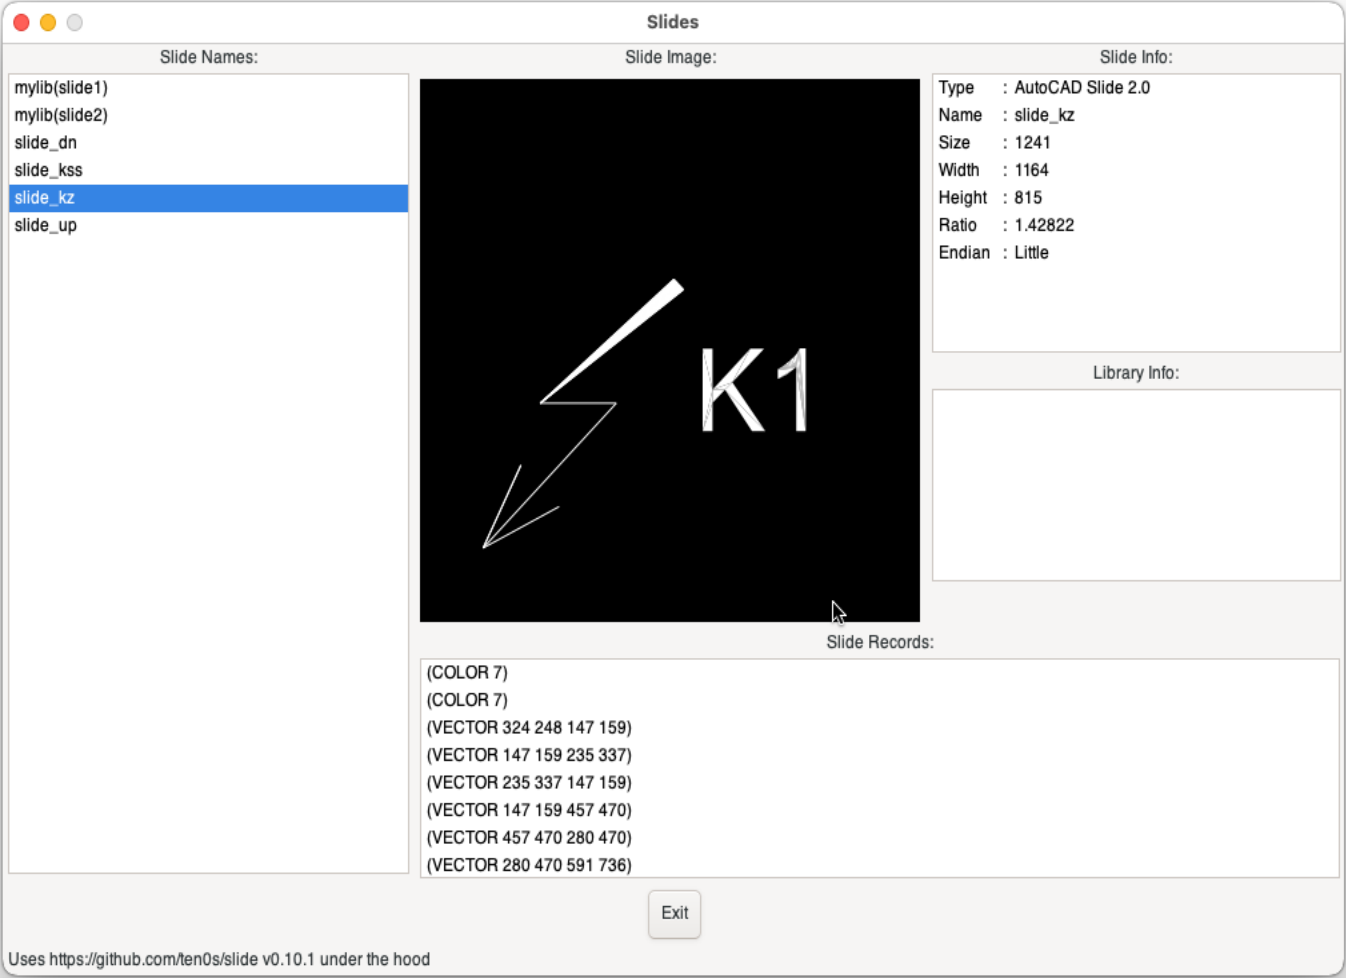 Slides
Slide Names:
mylib(slide1)
mylib(slide2)
slide_dn
slide_kss
slide_kz
slide_up
Slide Image:
K1
Slide Info:
Type : AutoCAD Slide 2.0
Name : slide_kz
Size : 1241
Width : 1164
Height : 815
Ratio : 1.42822
Endian : Little
Library Info:
Slide Records:
(COLOR 7)
(COLOR 7)
(VECTOR 324 248 147 159)
(VECTOR 147 159 235 337)
(VECTOR 235 337 147 159)
(VECTOR 147 159 457 470)
(VECTOR 457 470 280 470)
(VECTOR 280 470 591 736)
Exit
Uses https://github.com/ten0s/slide v0.10.1 under the hood